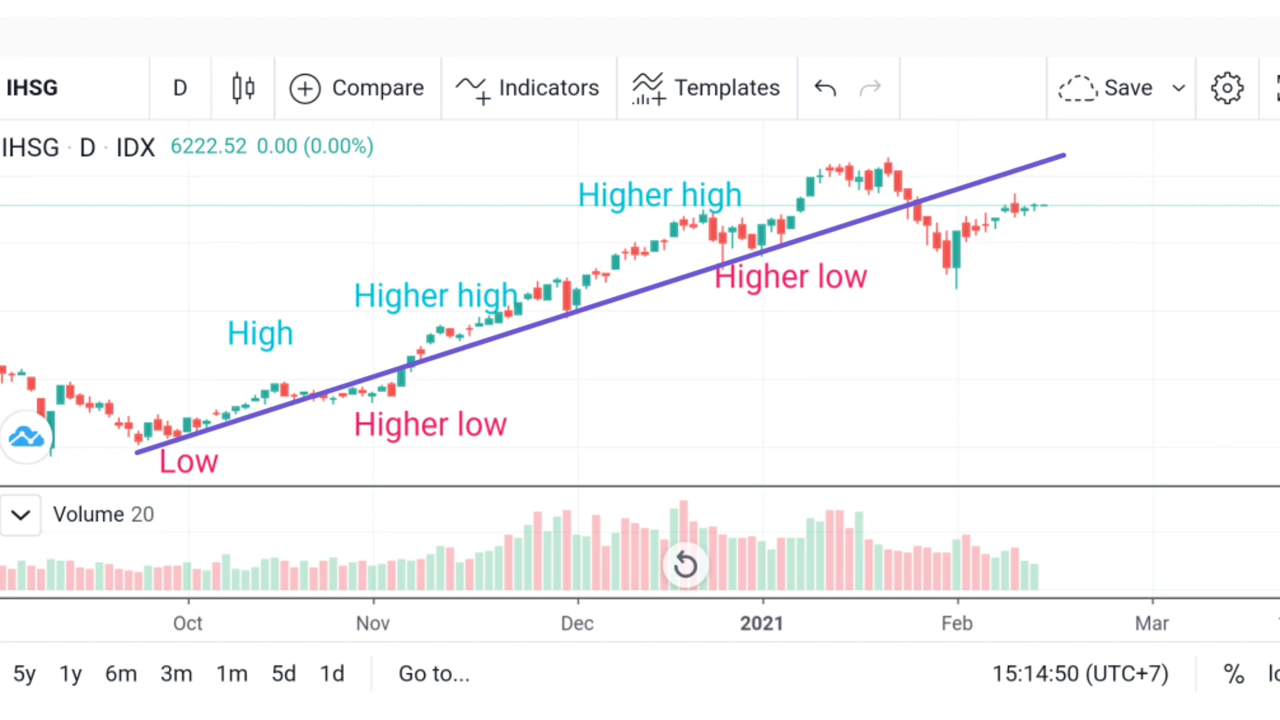 IHSG D Compare Indicators Templates Save
IHSG · D · IDX 6222.52 0.00 (0.00%)
Higher high
Higher low
Higher high
High
Higher low
Low
Volume 20
Oct Nov Dec 2021 Feb Mar
5y 1y 6m 3m 1m 5d 1d Go to... 15:14:50 (UTC+7) %